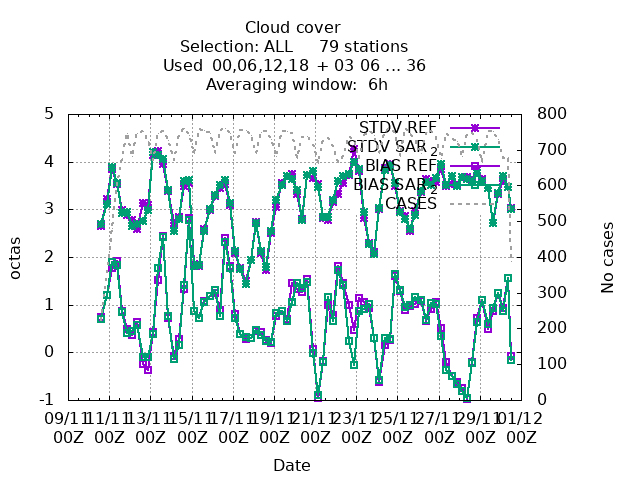 Cloud cover
Selection: ALL 79 stations
Used 00,06,12,18 + 03 06 ... 36
Averaging window: 6h
5
4
3
2
1
0
-1
800
700
600
500
400
300
200
100
0
STDV REF
STDV SAR_2
BIAS REF
BIAS SAR_2
CASES
octas
No cases
09/11 11/11 13/11 15/11 17/11 19/11 21/11 23/11 25/11 27/11 29/11 01/12
00Z 00Z 00Z 00Z 00Z 00Z 00Z 00Z 00Z 00Z 00Z 00Z
Date